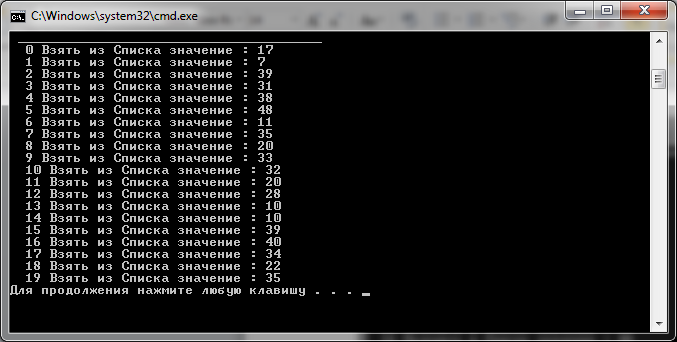 C:\Windows\system32\cmd.exe
0 Взять из Списка значение : 17
1 Взять из Списка значение : 7
2 Взять из Списка значение : 39
3 Взять из Списка значение : 31
4 Взять из Списка значение : 38
5 Взять из Списка значение : 48
6 Взять из Списка значение : 11
7 Взять из Списка значение : 35
8 Взять из Списка значение : 20
9 Взять из Списка значение : 33
10 Взять из Списка значение : 32
11 Взять из Списка значение : 20
12 Взять из Списка значение : 28
13 Взять из Списка значение : 10
14 Взять из Списка значение : 10
15 Взять из Списка значение : 39
16 Взять из Списка значение : 40
17 Взять из Списка значение : 34
18 Взять из Списка значение : 22
19 Взять из Списка значение : 35
Для продолжения нажмите любую клавишу . . .